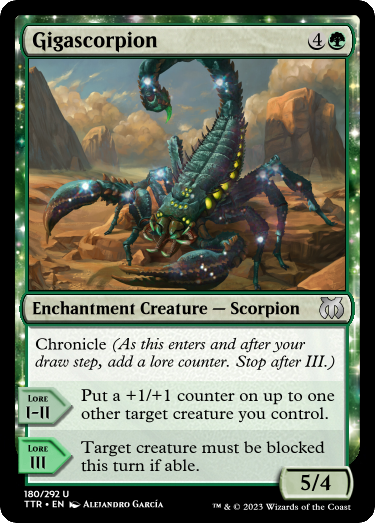 Gigascorpion 4
Enchantment Creature — Scorpion
Chronicle (As this enters and after your
draw step, add a lore counter. Stop after III.)
LORE
I–II
Put a +1/+1 counter on up to one
other target creature you control.
LORE
III
Target creature must be blocked
this turn if able.
5/4
180/292 U
TTR • EN Alejandro García
™ & © 2023 Wizards of the Coast